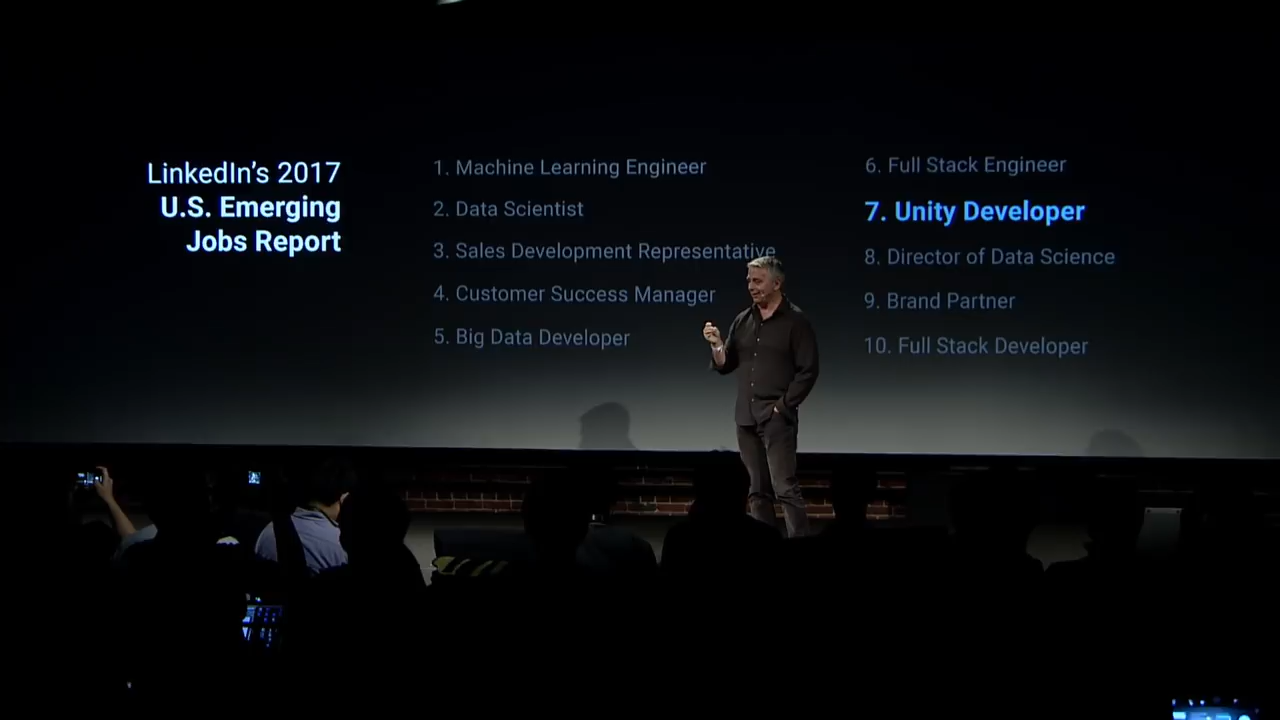 LinkedIn's 2017
U.S. Emerging
Jobs Report
1. Machine Learning Engineer
2. Data Scientist
3. Sales Development Representative
4. Customer Success Manager
5. Big Data Developer
6. Full Stack Engineer
7. Unity Developer
8. Director of Data Science
9. Brand Partner
10. Full Stack Developer